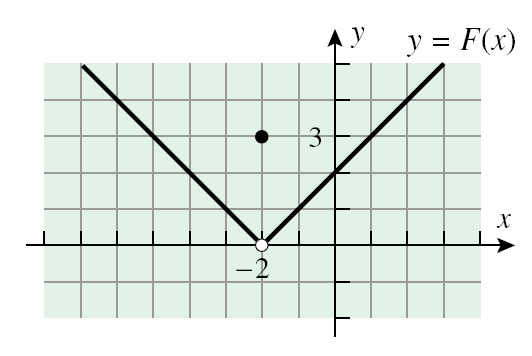 y
y = F(x)
3
x
−2